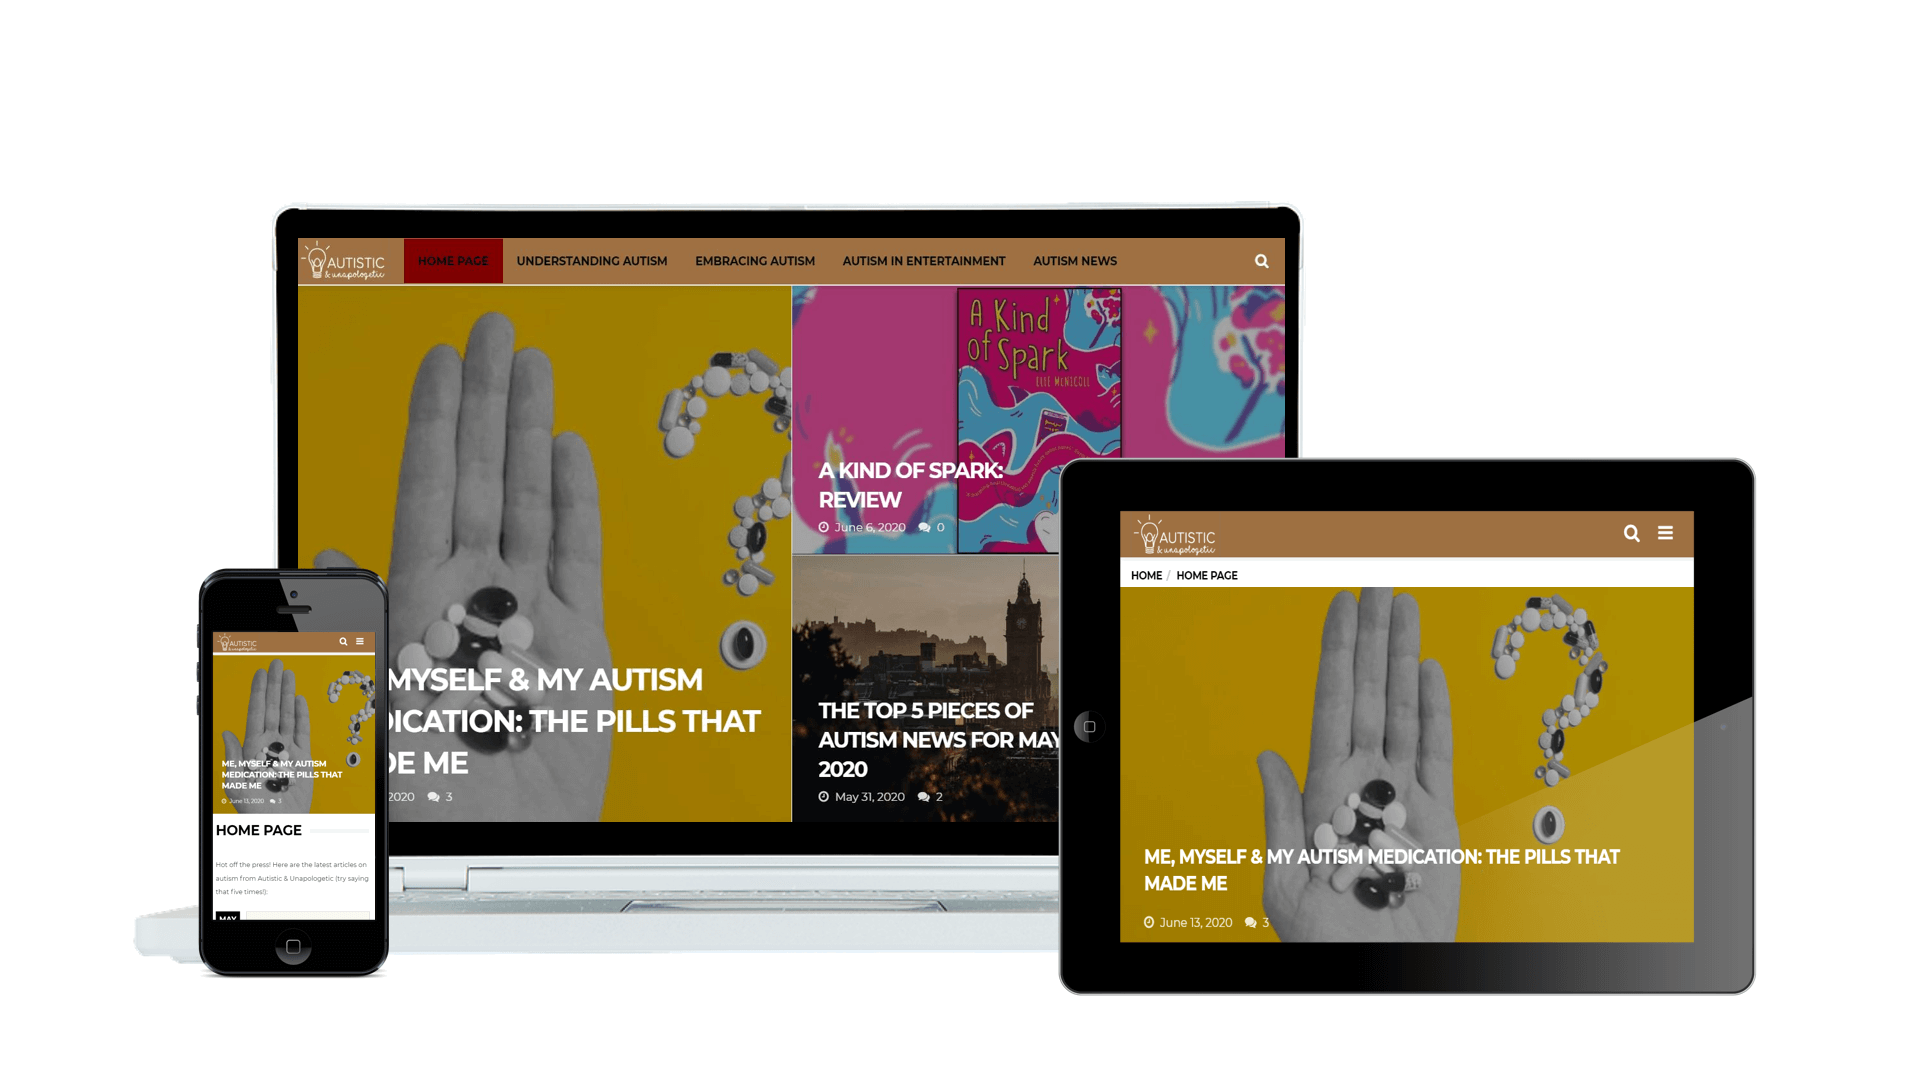 AUTISTIC
& unapologetic
HOME PAGE
UNDERSTANDING AUTISM
EMBRACING AUTISM
AUTISM IN ENTERTAINMENT
AUTISM NEWS
MYSELF & MY AUTISM
DICATION: THE PILLS THAT
DE ME
2020 3
A Kind
of Spark
ELLE McNICOLL
A KIND OF SPARK:
REVIEW
June 6, 2020 0
THE TOP 5 PIECES OF
AUTISM NEWS FOR MAY
2020
May 31, 2020 2
AUTISTIC
& unapologetic
ME, MYSELF & MY AUTISM
MEDICATION: THE PILLS THAT
MADE ME
June 13, 2020 3
HOME PAGE
Hot off the press! Here are the latest articles on
autism from Autistic & Unapologetic (try saying
that five times!):
MAY
AUTISTIC
& unapologetic
HOME / HOME PAGE
ME, MYSELF & MY AUTISM MEDICATION: THE PILLS THAT
MADE ME
June 13, 2020 3